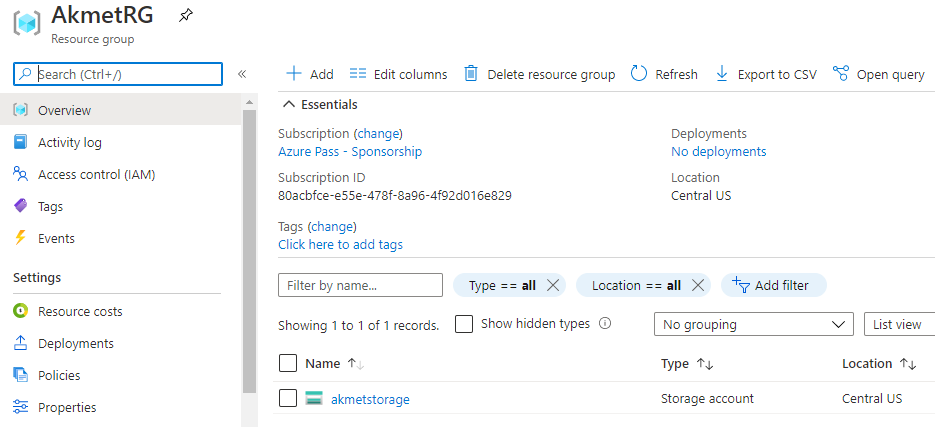 AkmetRG
Resource group
Search (Ctrl+/)
Overview
Activity log
Access control (IAM)
Tags
Events
Settings
Resource costs
Deployments
Policies
Properties
Add
Edit columns
Delete resource group
Refresh
Export to CSV
Open query
Essentials
Subscription (change)
Azure Pass - Sponsorship
Subscription ID
80acbfce-e55e-478f-8a96-4f92d016e829
Tags (change)
Click here to add tags
Deployments
No deployments
Location
Central US
Filter by name...
Type == all
Location == all
Add filter
Showing 1 to 1 of 1 records.
Show hidden types
No grouping
List view
Name Type Location
akmetstorage Storage account Central US